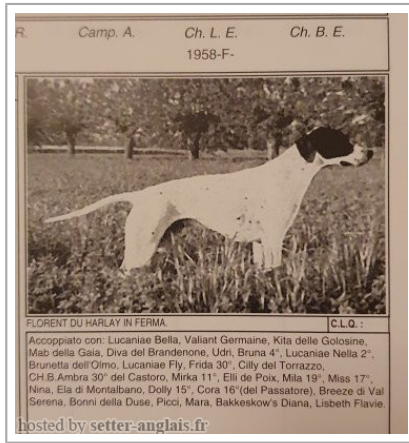 R. Camp. A. Ch. L. E. Ch. B. E.
1958-F-
FLORENT DU HARLAY IN FERMA. C.L.Q. :
Accoppiato con: Lucaniae Bella, Valiant Germaine, Kita delle Golosine,
Mab della Gaia, Diva del Brandenone, Udri, Bruna 4°, Lucaniae Nella 2°,
Brunetta dell'Olmo, Lucaniae Fly, Frida 30°, Cilly del Torrazzo,
CH.B.Ambra 30° del Castoro, Mirka 11°, Elli de Poix, Mila 19°, Miss 17°,
Nina, Ela di Montalbano, Dolly 15°, Cora 16°(del Passatore), Breeze di Val
Serena, Bonni della Duse, Picci, Mara, Bakkeskow's Diana, Lisbeth Flavie.
hosted by setter-anglais.fr